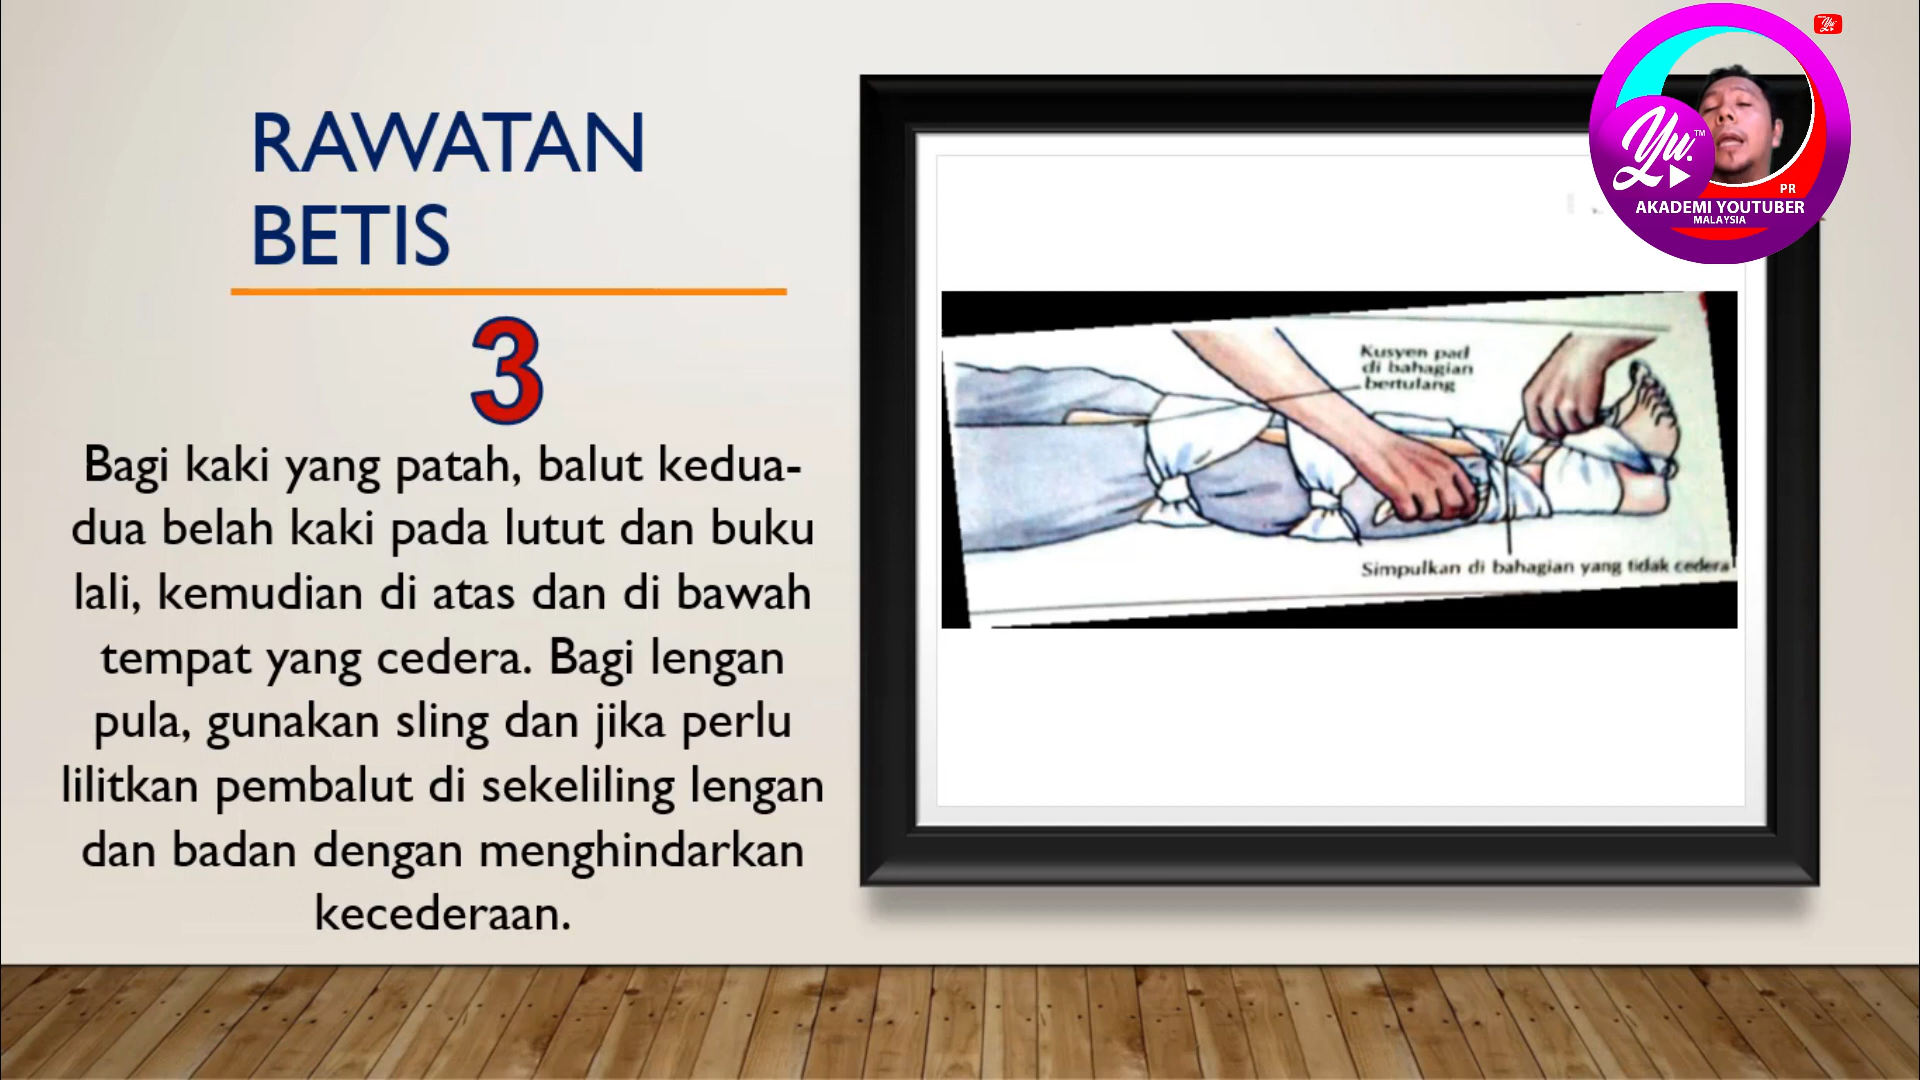 RAWATAN
BETIS
3
Bagi kaki yang patah, balut kedua-
dua belah kaki pada lutut dan buku
lali, kemudian di atas dan di bawah
tempat yang cedera. Bagi lengan
pula, gunakan sling dan jika perlu
lilitkan pembalut di sekeliling lengan
dan badan dengan menghindarkan
kecederaan.
Kusyen pad
di bahagian
bertulang
Simpulkan di bahagian yang tidak cedera
Yu.
TM
PR
AKADEMI YOUTUBER
MALAYSIA